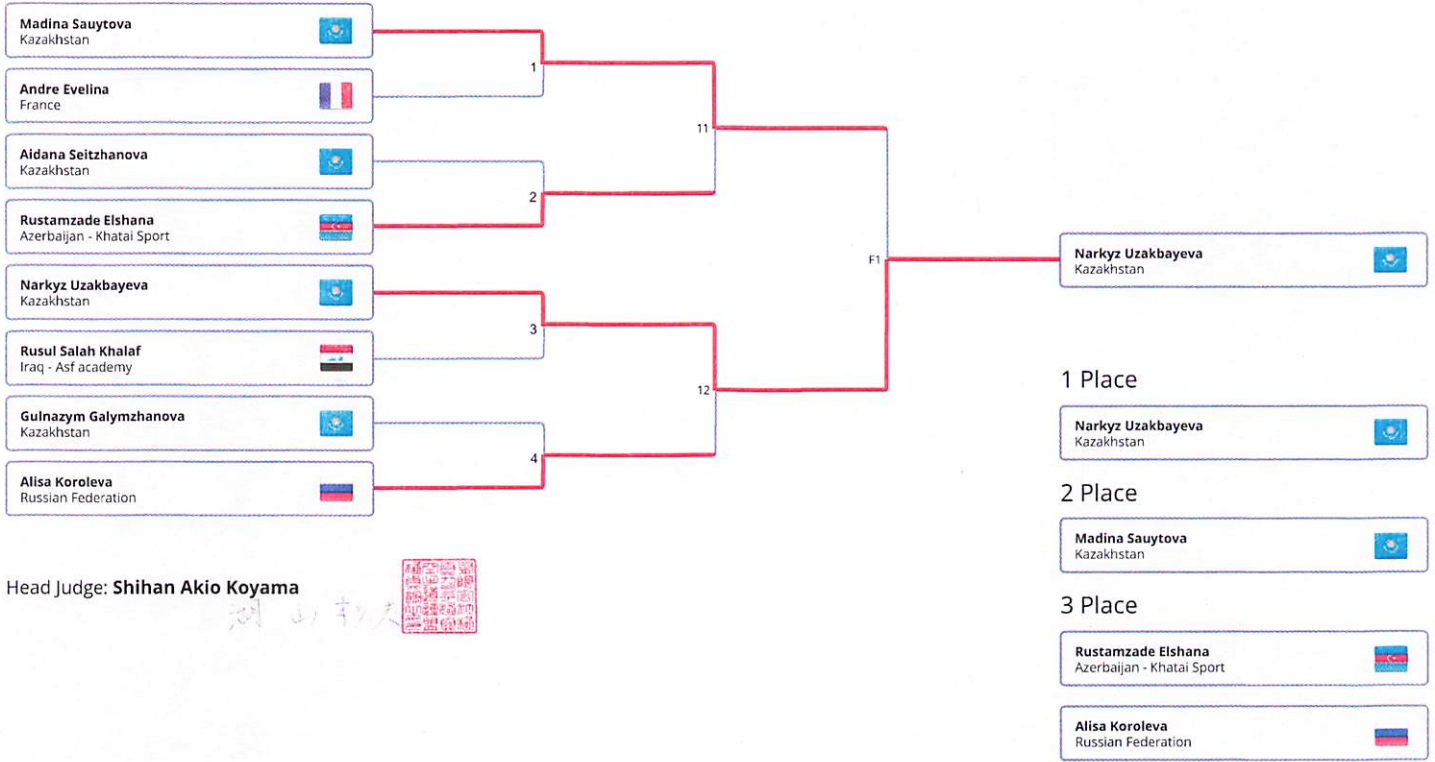 Madina Sauytova
Kazakhstan
Andre Evelina
France
Aidana Seitzhanova
Kazakhstan
Rustamzade Elshana
Azerbaijan - Khatai Sport
Narkyz Uzakbayeva
Kazakhstan
Rusul Salah Khalaf
Iraq - Asf academy
Gulnazym Galymzhanova
Kazakhstan
Alisa Koroleva
Russian Federation
1
2
3
4
11
12
F1
Narkyz Uzakbayeva
Kazakhstan
1 Place
Narkyz Uzakbayeva
Kazakhstan
2 Place
Madina Sauytova
Kazakhstan
3 Place
Rustamzade Elshana
Azerbaijan - Khatai Sport
Alisa Koroleva
Russian Federation
Head Judge: Shihan Akio Koyama
山